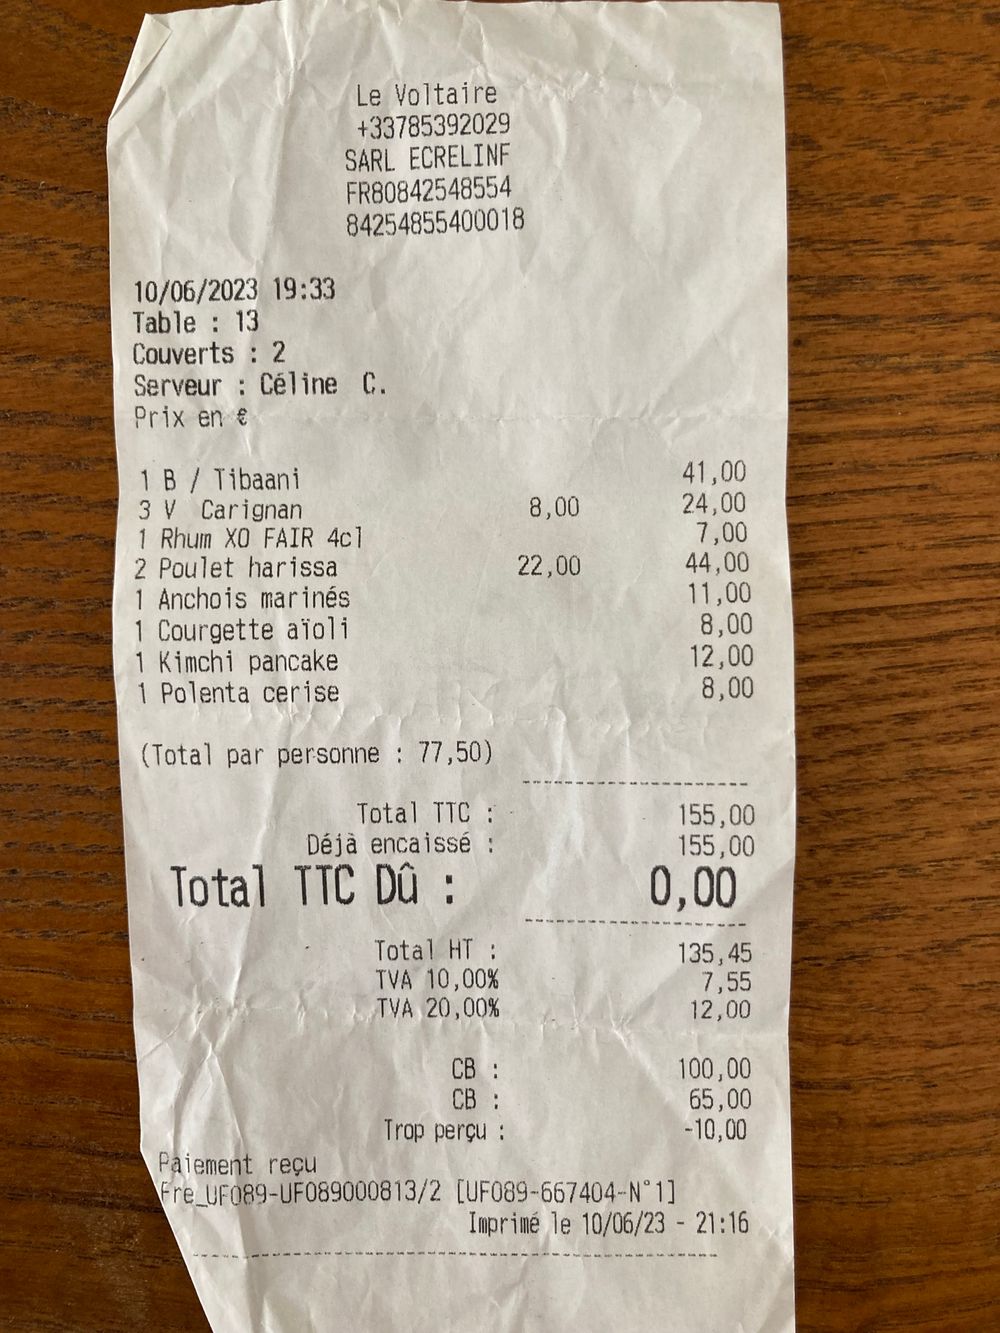 Le Voltaire
+33785392029
SARL ECRELINF
FR80842548554
84254855400018
10/06/2023 19:33
Table : 13
Couverts : 2
Serveur : Céline C.
Prix en €
1 B / Tibaani 41,00
3 V Carignan 8,00 24,00
1 Rhum XO FAIR 4cl 7,00
2 Poulet harissa 22,00 44,00
1 Anchois marinés 11,00
1 Courgette aïoli 8,00
1 Kimchi pancake 12,00
1 Polenta cerise 8,00
(Total par personne : 77,50)
Total TTC : 155,00
Déjà encaissé : 155,00
Total TTC Dû : 0,00
Total HT : 135,45
TVA 10,00% 7,55
TVA 20,00% 12,00
CB : 100,00
CB : 65,00
Trop perçu : -10,00
Paiement reçu
Fre_UF089-UF089000813/2 [UF089-667404-N°1]
Imprimé le 10/06/23 - 21:16